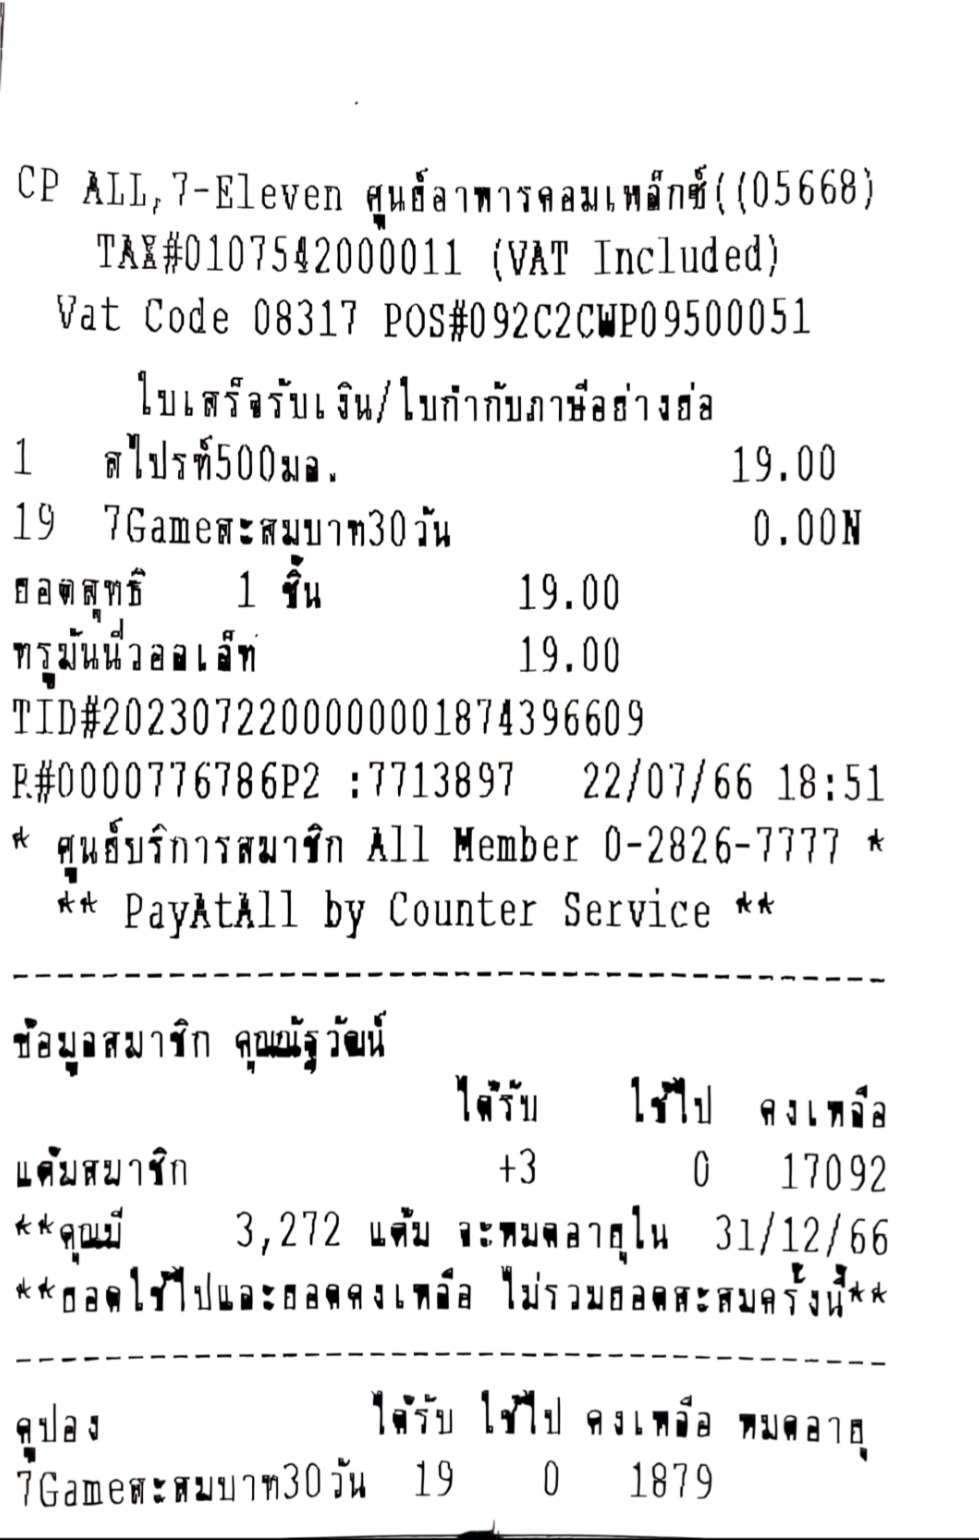 CP ALL,7-Eleven ศูนย์อาหารคอมเพล็กซ์((05668)
TAX#0107542000011 (VAT Included)
Vat Code 08317 POS#092C2CWP09500051
ใบเสร็จรับเงิน/ใบกำกับภาษีอย่างย่อ
1 สไปรท์500มล. 19.00
19 7Gameสะสมบาท30วัน 0.00N
ยอดสุทธิ 1 ชิ้น 19.00
ทรูมันนี่วอลเล็ท 19.00
TID#2023072200000001874396609
R#0000776786P2 :7713897 22/07/66 18:51
* ศูนย์บริการสมาชิก All Member 0-2826-7777 *
** PayAtAll by Counter Service **
ข้อมูลสมาชิก คุณณัฐวัฒน์
ได้รับ ใช้ไป คงเหลือ
แต้มสมาชิก +3 0 17092
**คุณมี 3,272 แต้ม จะหมดอายุใน 31/12/66
**ยอดใช้ไปและยอดคงเหลือ ไม่รวมยอดสะสมครั้งนี้**
คูปอง ได้รับ ใช้ไป คงเหลือ หมดอายุ
7Gameสะสมบาท30วัน 19 0 1879